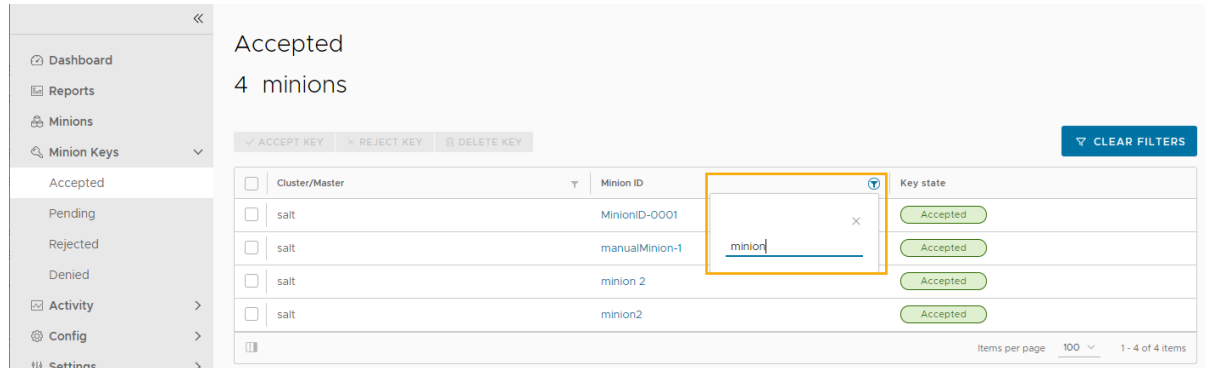 Dashboard
Reports
Minions
Minion Keys
Accepted
Pending
Rejected
Denied
Activity
Config
Settings
Accepted
4 minions
ACCEPT KEY REJECT KEY DELETE KEY
CLEAR FILTERS
Cluster/Master Minion ID Key state
salt MinionID-0001 Accepted
salt manualMinion-1 Accepted
salt minion 2 Accepted
salt minion2 Accepted
minion
Items per page 100 1 - 4 of 4 items